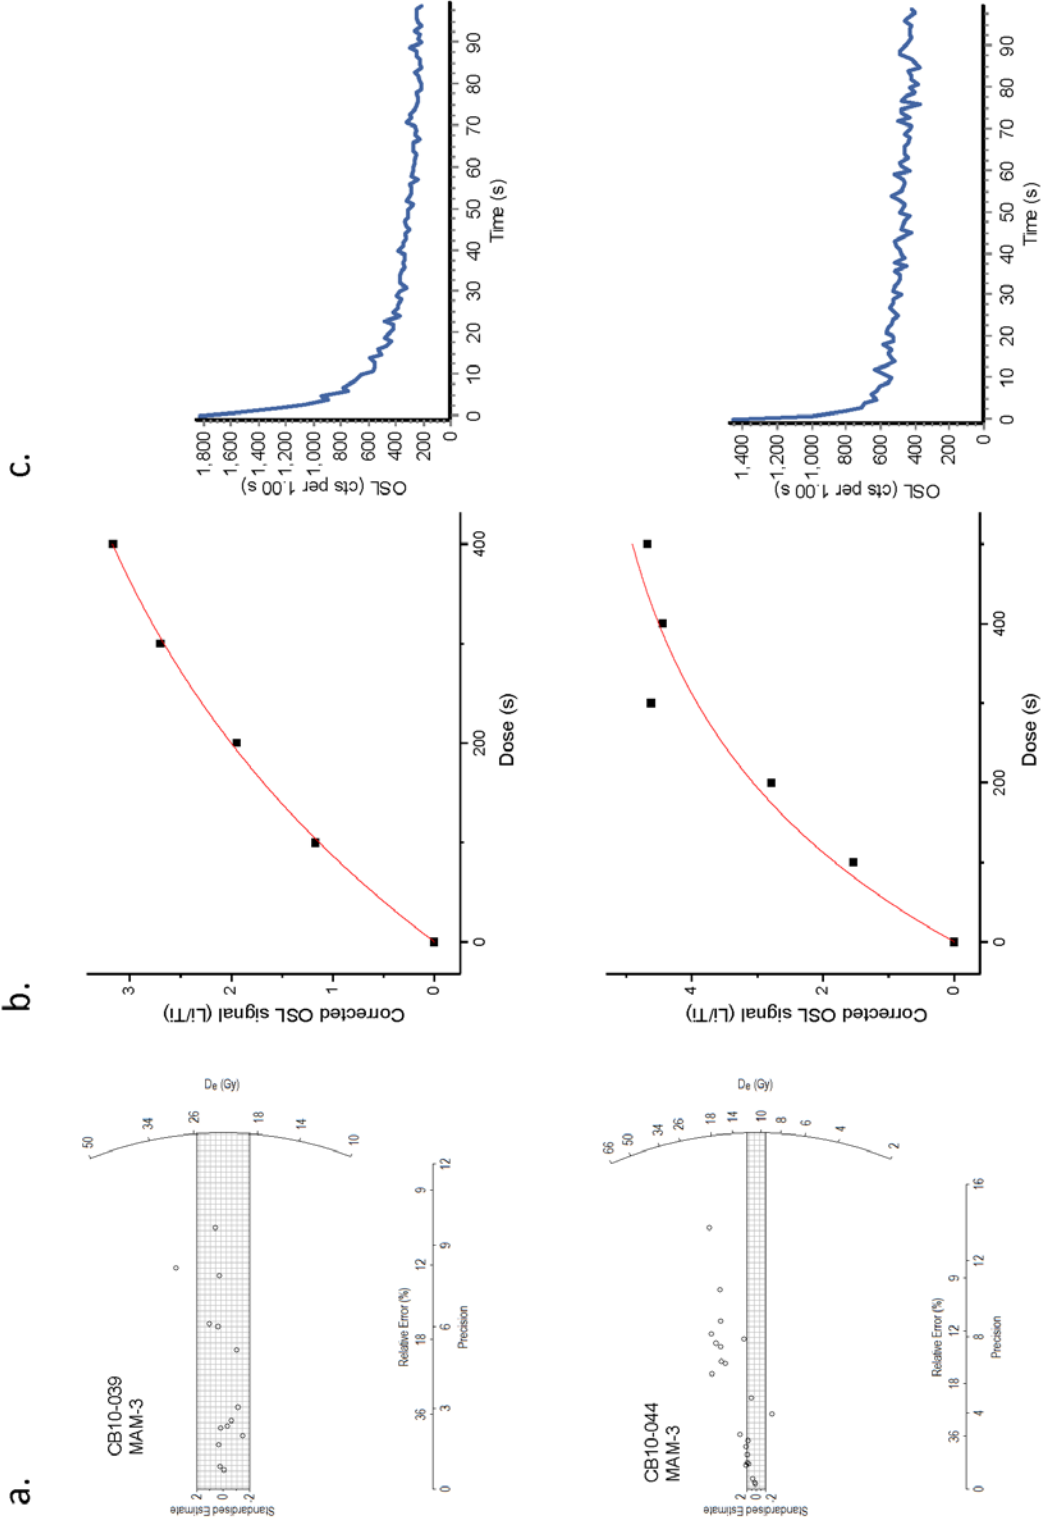 a.
CB10-039
MAM-3
Standardised Estimate
2
0
-2
De (Gy)
50
34
26
18
14
10
Relative Error (%)
36
18
12
9
9
Precision
0
3
6
9
12
CB10-044
MAM-3
Standardised Estimate
2
0
-2
De (Gy)
66
50
34
26
18
14
10
8
6
4
2
Relative Error (%)
36
18
12
9
Precision
0
4
8
12
16
b.
Corrected OSL signal (Li/Ti)
3
2
1
0
0
200
400
Dose (s)
Corrected OSL signal (Li/Ti)
4
2
0
0
200
400
Dose (s)
c.
OSL (cts per 1.00 s)
1,800
1,600
1,400
1,200
1,000
800
600
400
200
0
0 10 20 30 40 50 60 70 80 90
Time (s)
OSL (cts per 1.00 s)
1,400
1,200
1,000
800
600
400
200
0
0 10 20 30 40 50 60 70 80 90
Time (s)